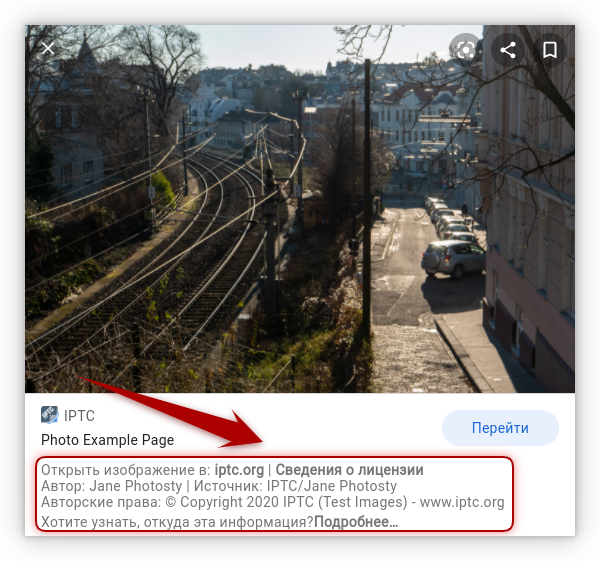 IPTC
Photo Example Page
Перейти
Открыть изображение в: iptc.org | Сведения о лицензии
Автор: Jane Photosty | Источник: IPTC/Jane Photosty
Авторские права: © Copyright 2020 IPTC (Test Images) - www.iptc.org
Хотите узнать, откуда эта информация?Подробнее...